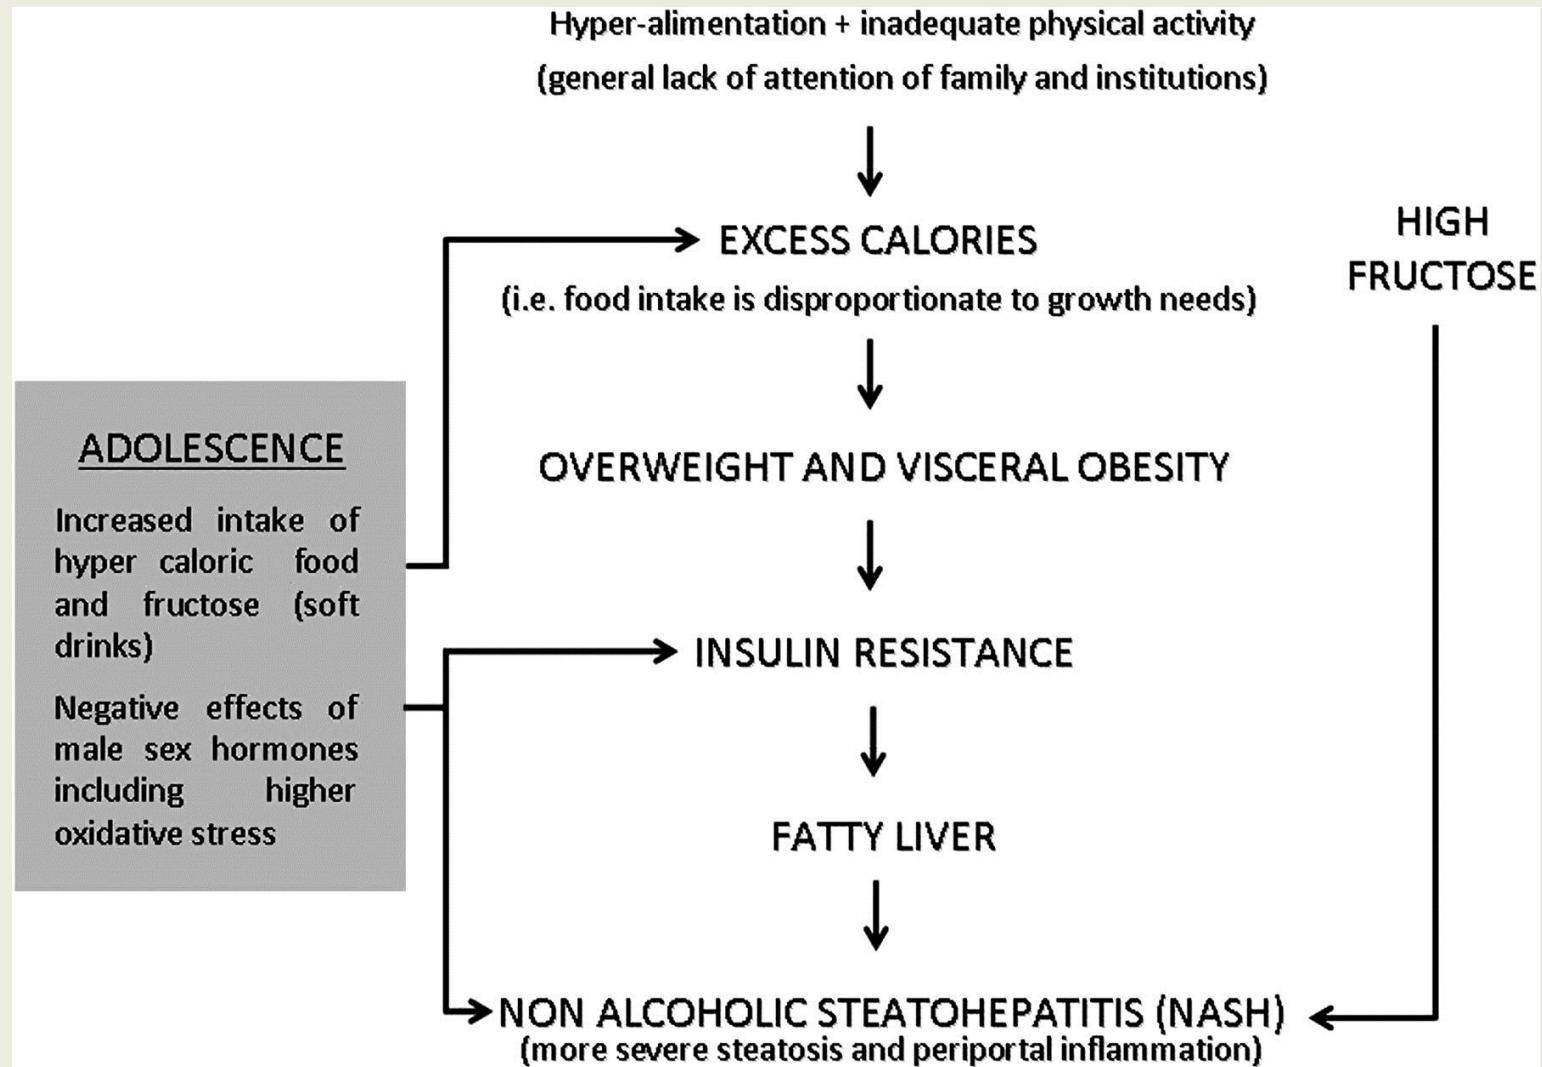 Hyper-alimentation + inadequate physical activity
(general lack of attention of family and institutions)
EXCESS CALORIES
(i.e. food intake is disproportionate to growth needs)
HIGH
FRUCTOSE
ADOLESCENCE
Increased intake of
hyper caloric food
and fructose (soft
drinks)
Negative effects of
male sex hormones
including higher
oxidative stress
OVERWEIGHT AND VISCERAL OBESITY
INSULIN RESISTANCE
FATTY LIVER
NON ALCOHOLIC STEATOHEPATITIS (NASH)
(more severe steatosis and periportal inflammation)